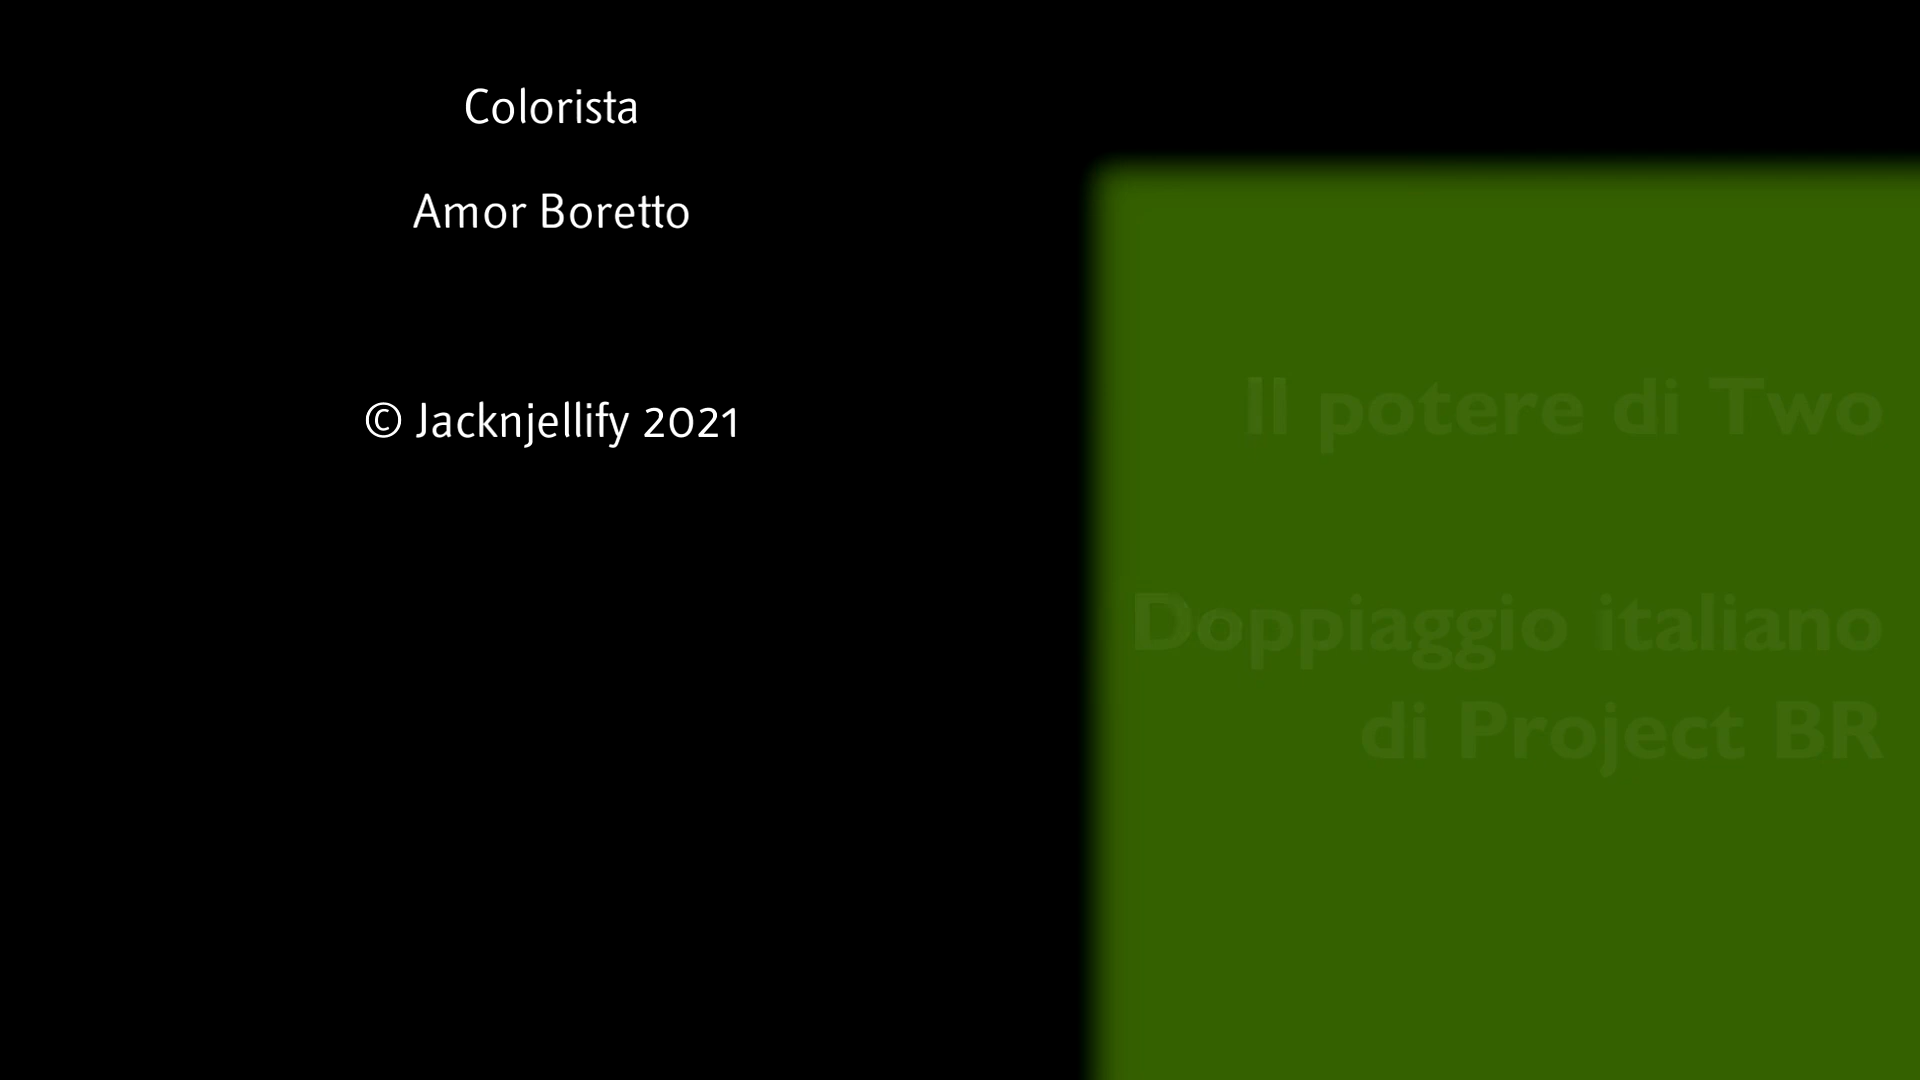 Colorista
Amor Boretto
© Jacknjellify 2021
Il potere di Two
Doppiaggio italiano
di Project BR